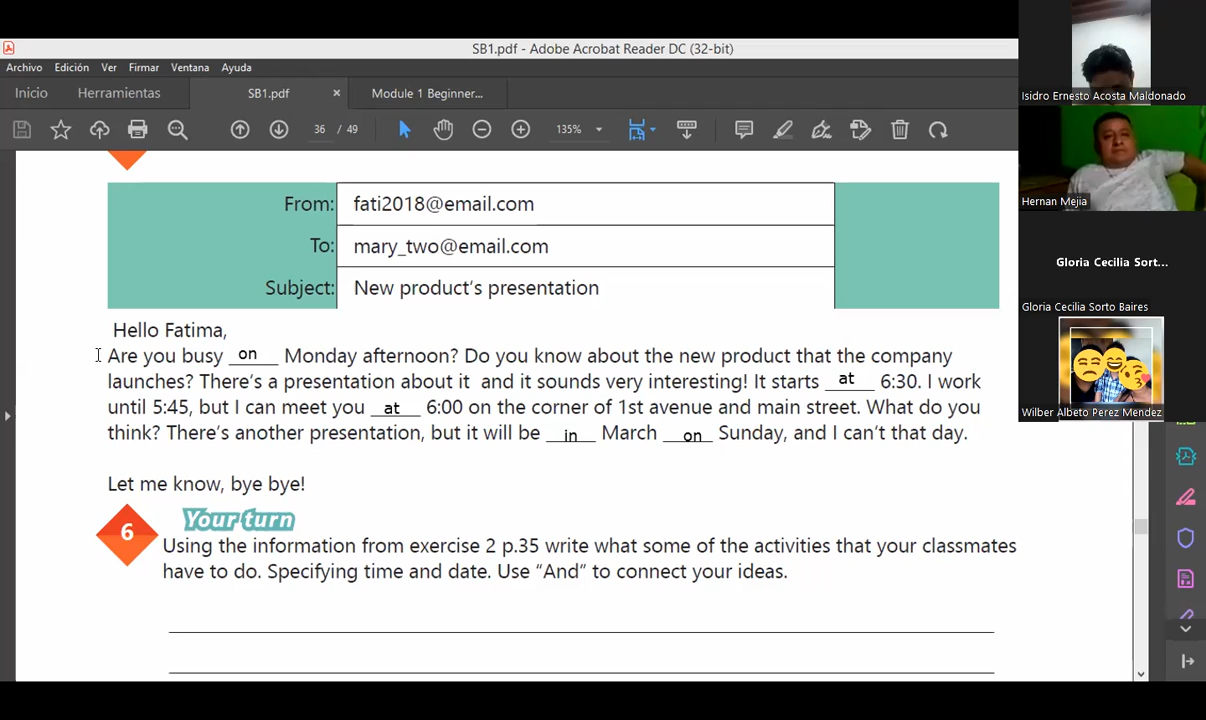 SB1.pdf - Adobe Acrobat Reader DC (32-bit)
Archivo Edición Ver Firmar Ventana Ayuda
Inicio Herramientas SB1.pdf × Module 1 Beginner...
36 / 49 135%
From: fati2018@email.com
To: mary_two@email.com
Subject: New product's presentation
Hello Fatima,
Are you busy on Monday afternoon? Do you know about the new product that the company
launches? There's a presentation about it and it sounds very interesting! It starts at 6:30. I work
until 5:45, but I can meet you at 6:00 on the corner of 1st avenue and main street. What do you
think? There's another presentation, but it will be in March on Sunday, and I can't that day.
Let me know, bye bye!
6 Your turn
Using the information from exercise 2 p.35 write what some of the activities that your classmates
have to do. Specifying time and date. Use “And” to connect your ideas.
Isidro Ernesto Acosta Maldonado
Hernan Mejia
Gloria Cecilia Sort...
Gloria Cecilia Sorto Baires
Wilber Albeto Perez Mendez